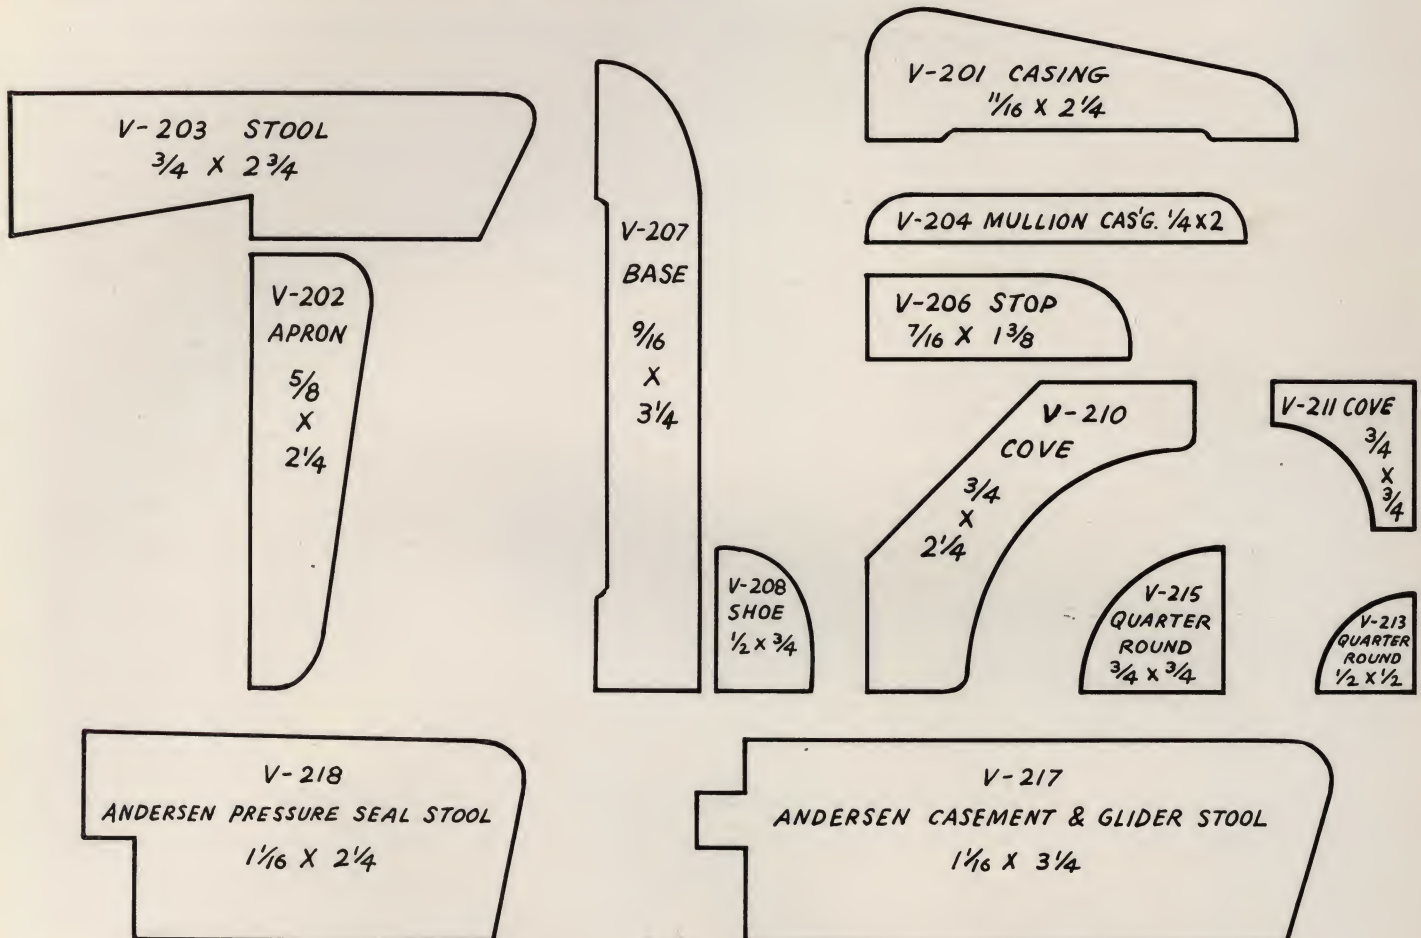 V-203 STOOL
3/4 X 2 3/4
V-202
APRON
5/8
X
2 1/4
V-207
BASE
9/16
X
3 1/4
V-208
SHOE
1/2 X 3/4
V-201 CASING
11/16 X 2 1/4
V-204 MULLION CAS'G. 1/4 X 2
V-206 STOP
7/16 X 1 3/8
V-210
COVE
3/4
X
2 1/4
V-211 COVE
3/4
X
3/4
V-215
QUARTER
ROUND
3/4 X 3/4
V-213
QUARTER
ROUND
1/2 X 1/2
V-218
ANDERSEN PRESSURE SEAL STOOL
1 1/16 X 2 1/4
V-217
ANDERSEN CASEMENT & GLIDER STOOL
1 1/16 X 3 1/4